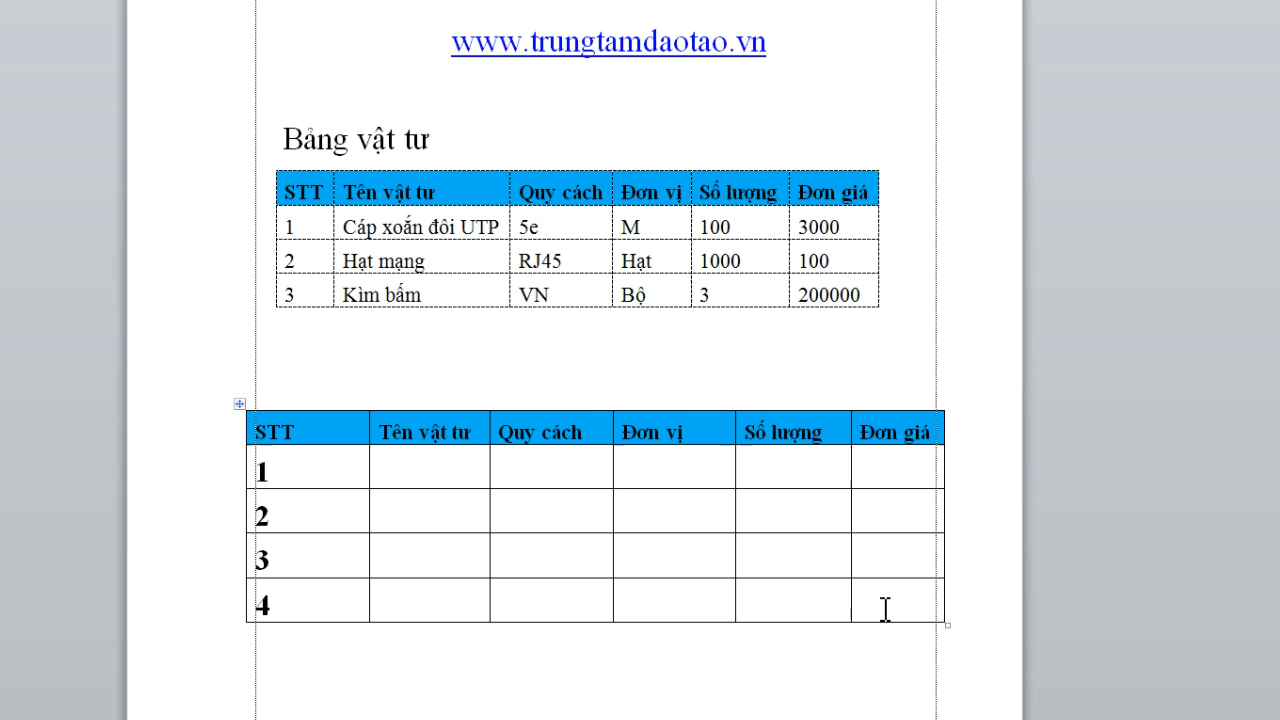 www.trungtamdaotao.vn
Bảng vật tư
STT Tên vật tư Quy cách Đơn vị Số lượng Đơn giá
1 Cáp xoắn đôi UTP 5e M 100 3000
2 Hạt mạng RJ45 Hạt 1000 100
3 Kìm bấm VN Bộ 3 200000
STT Tên vật tư Quy cách Đơn vị Số lượng Đơn giá
1
2
3
4